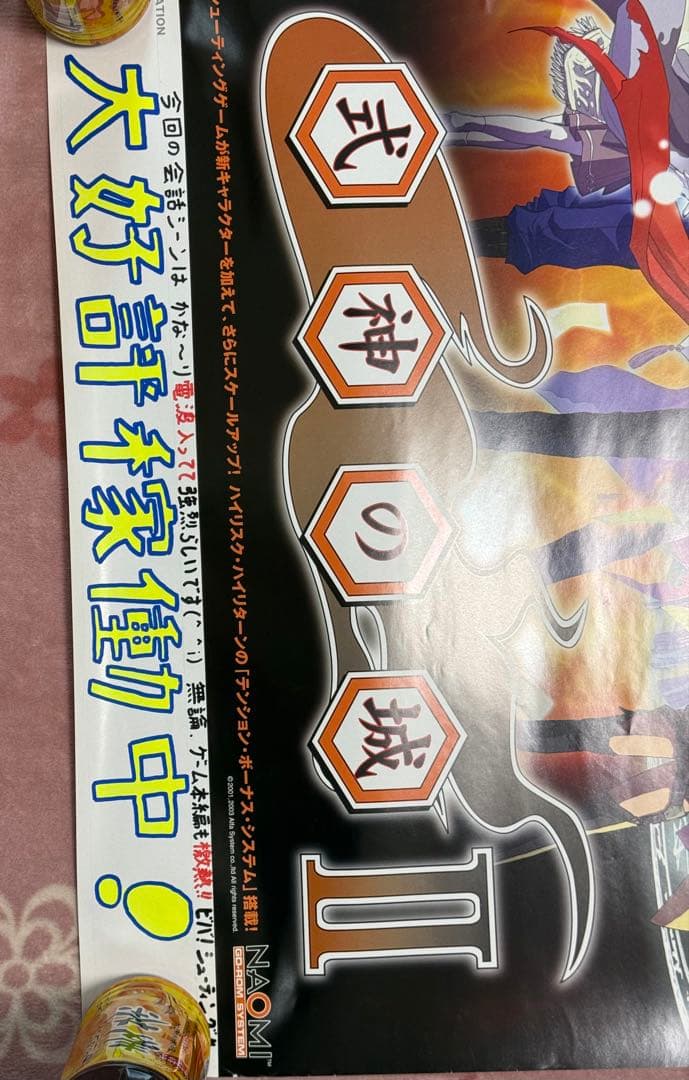 式神の城
II
シューティングゲームが新キャラクターを加えて、さらにスケールアップ! ハイリスク・ハイリターンの「テンション・ボーナス・システム」搭載!
©2001,2003 Alfa System co.,ltd All rights reserved.
NAOMI™
GD-ROM SYSTEM
ATION
今回の会話シーンは かな〜り電波入ってて強烈らしいです(^^;) 無論、ゲーム本編も激熱!! ビバ!シューティング
大好評稼働中!